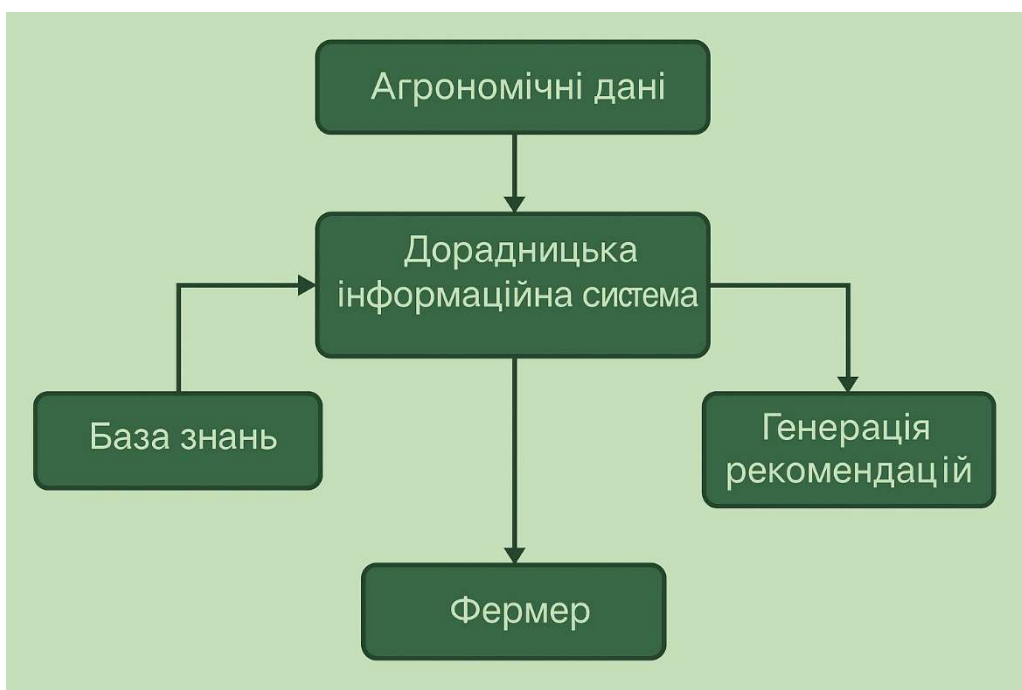 Агрономічні дані
Дорадницька
інформаційна система
База знань
Генерація
рекомендацій
Фермер